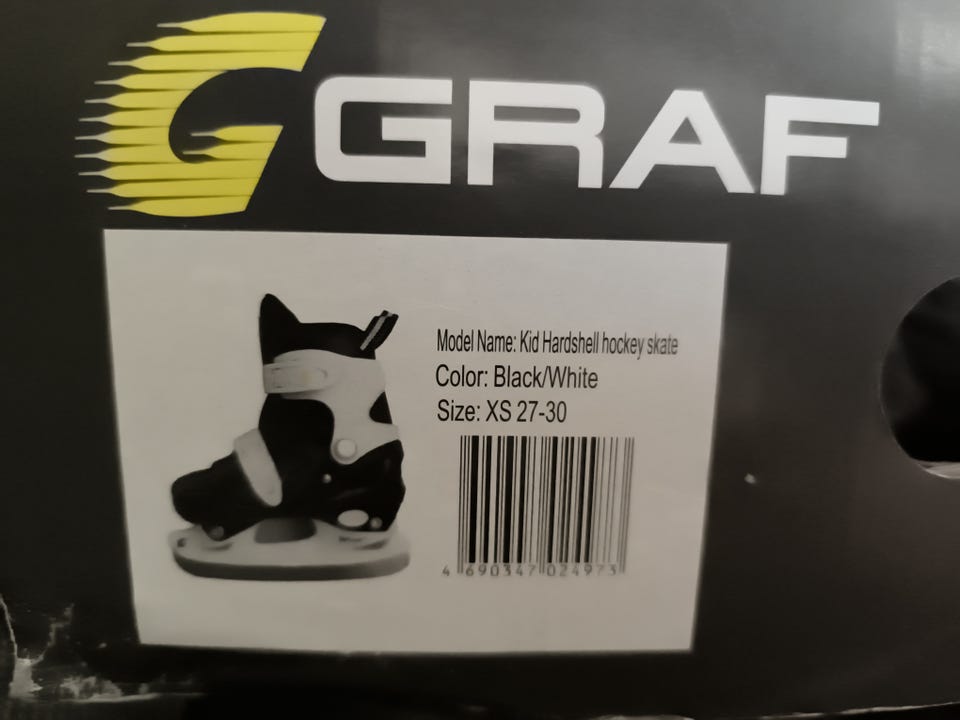 GRAF
Model Name: Kid Hardshell hockey skate
Color: Black/White
Size: XS 27-30
4 690347 024973